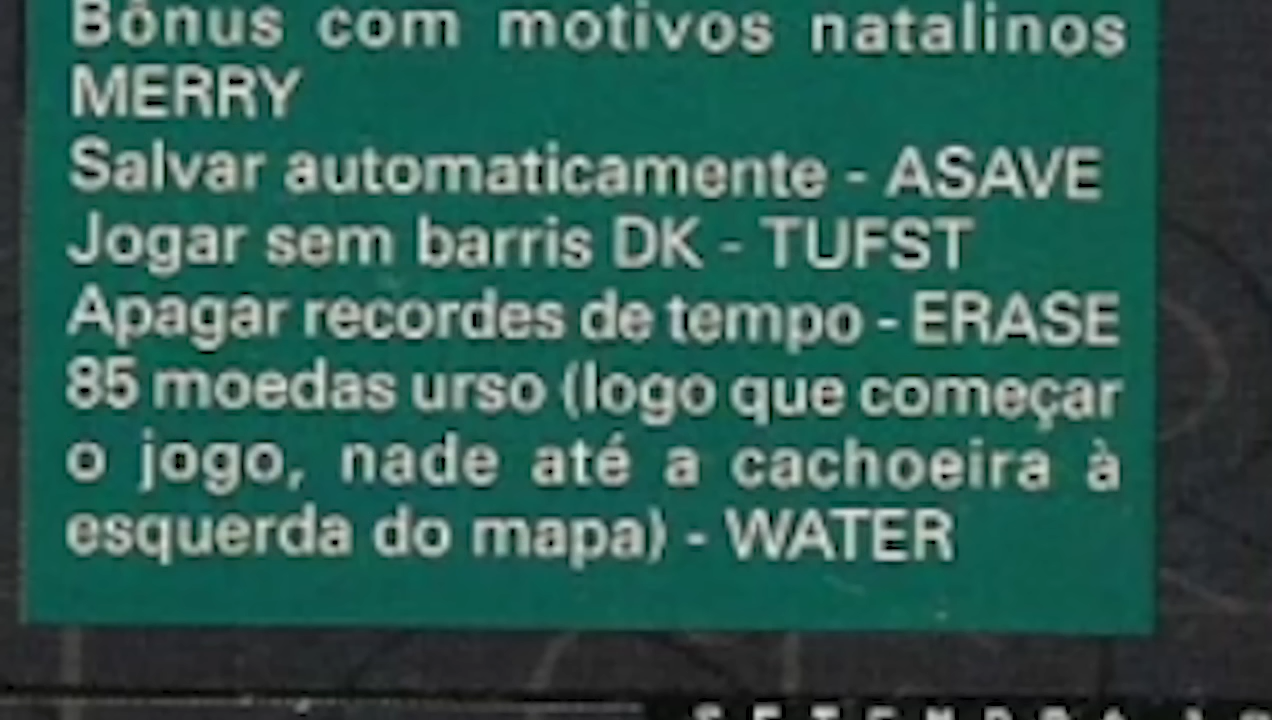 Bônus com motivos natalinos
MERRY
Salvar automaticamente - ASAVE
Jogar sem barris DK - TUFST
Apagar recordes de tempo - ERASE
85 moedas urso (logo que começar
o jogo, nade até a cachoeira à
esquerda do mapa) - WATER